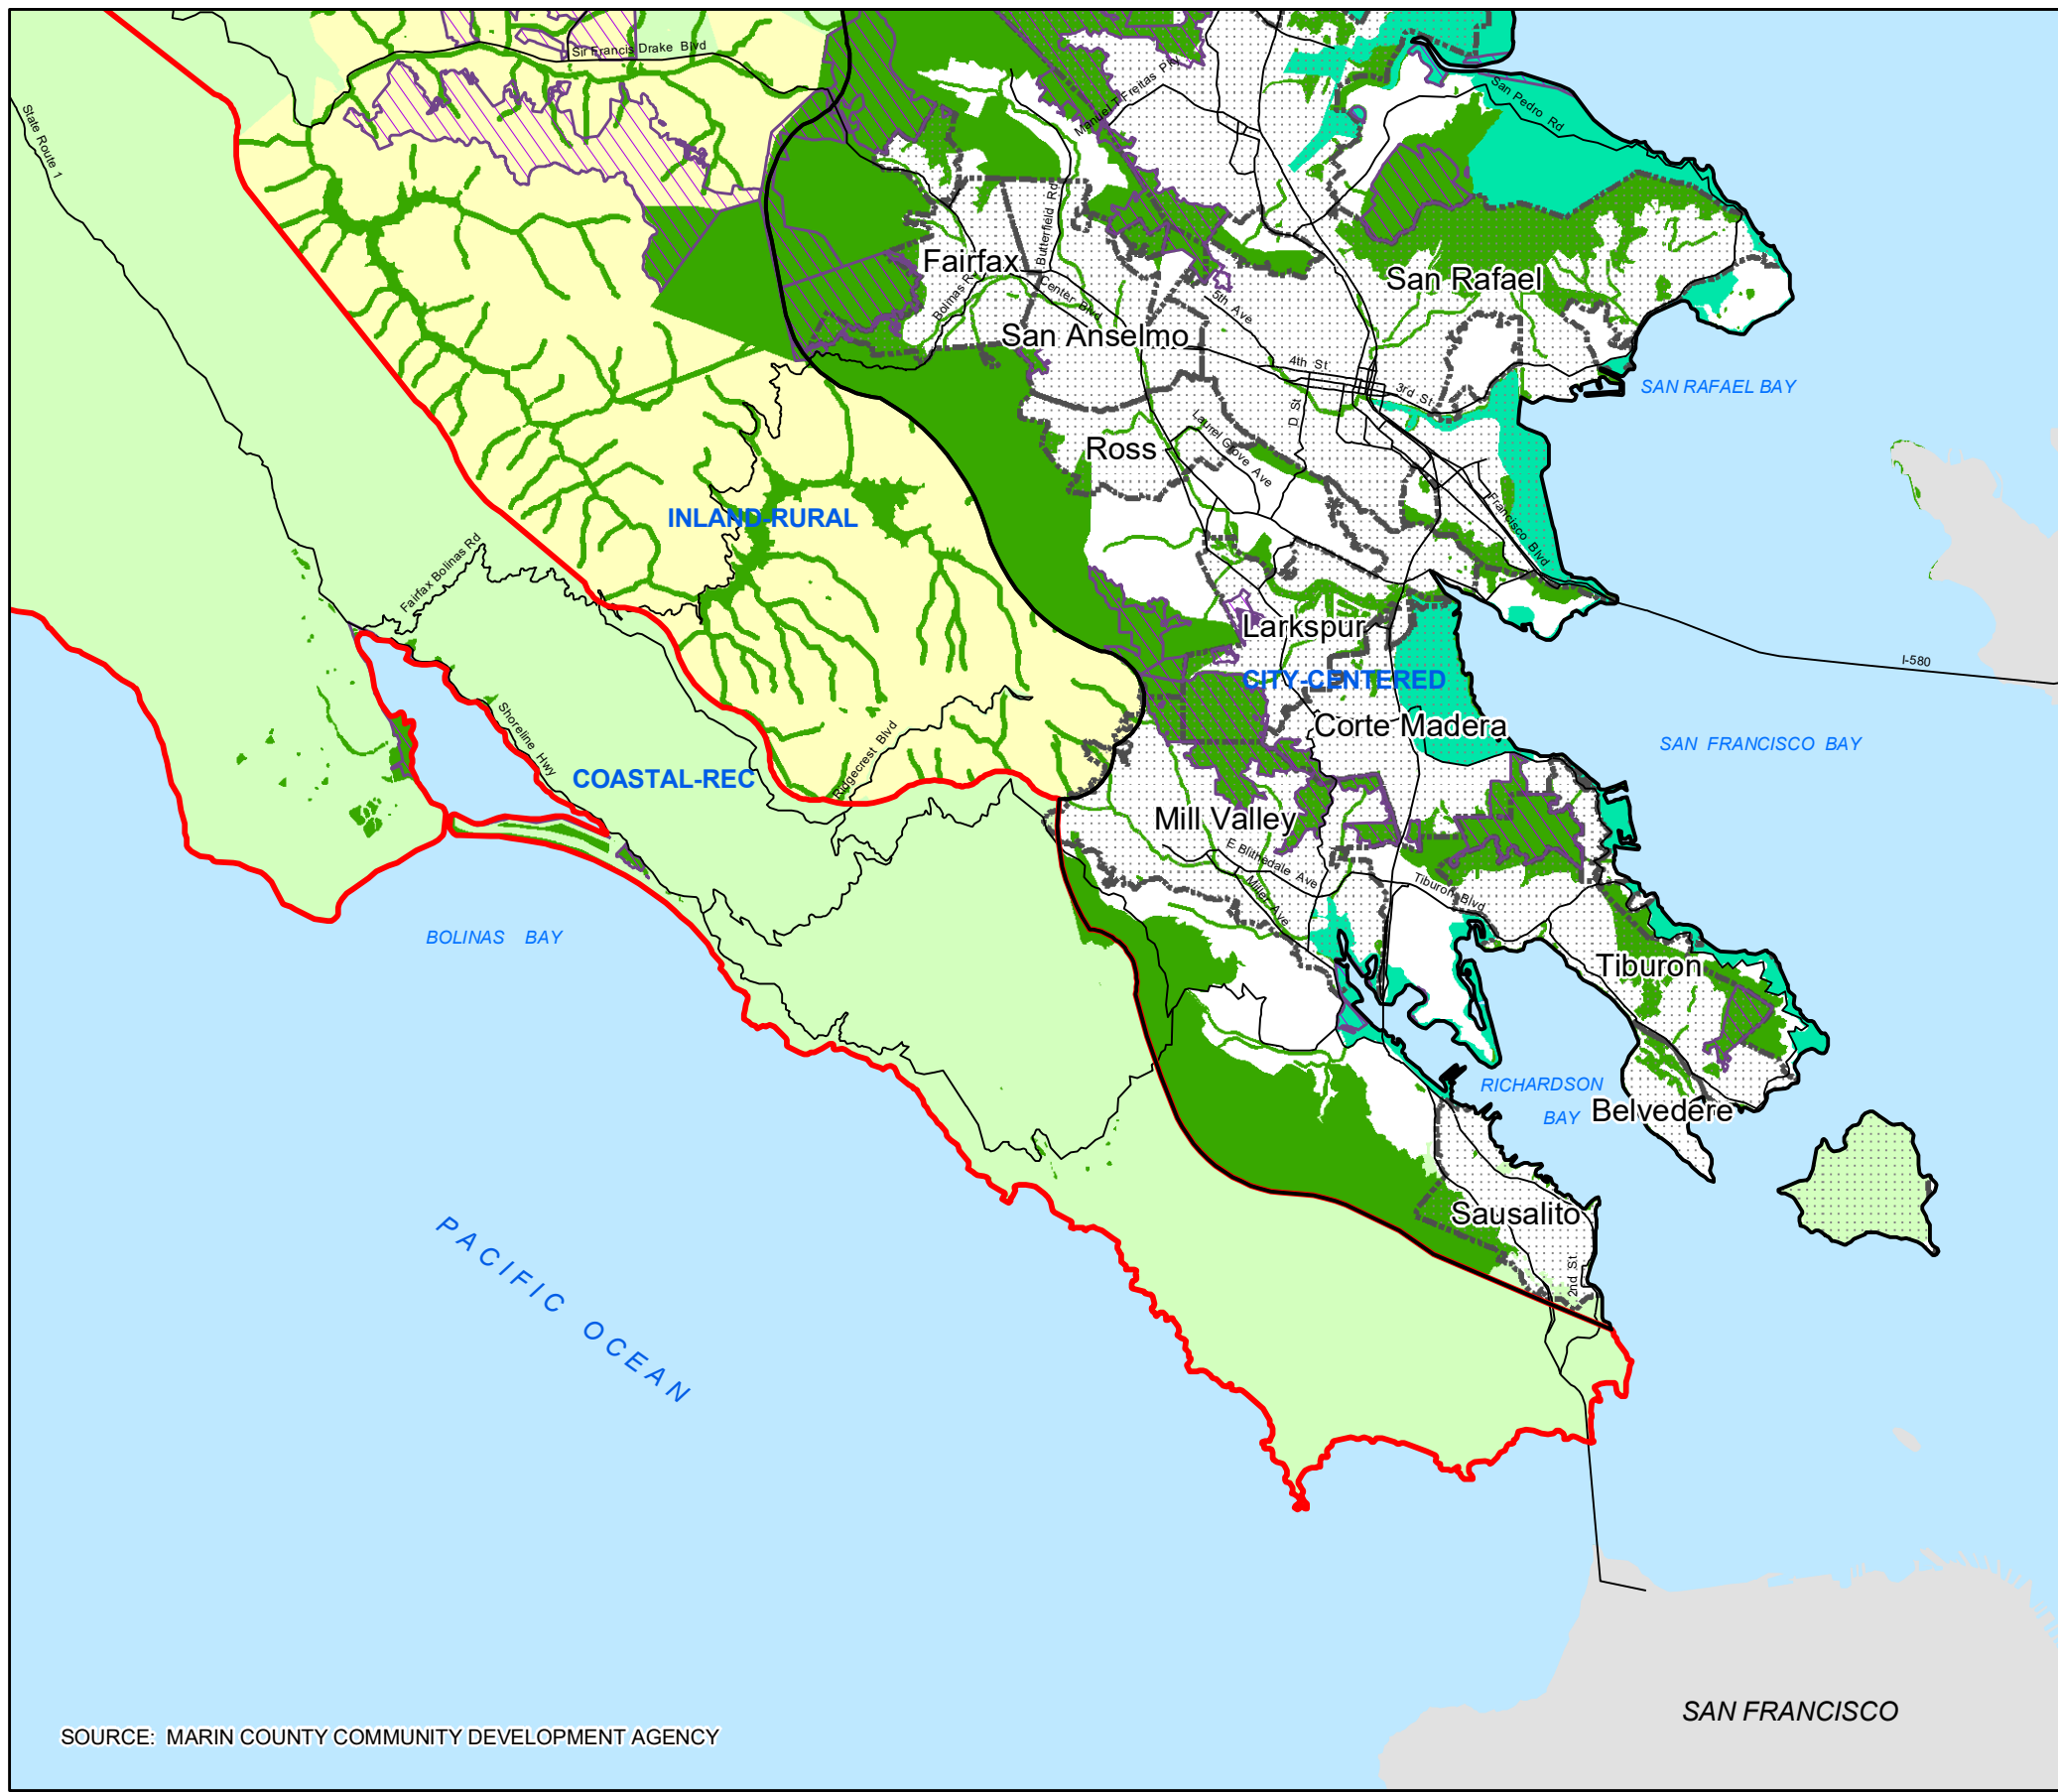 Sir Francis Drake Blvd
State Route 1
Manuel T Freitas Pky
San Pedro Rd
Butterfield Rd
Fairfax
Bolinas Rd
Center Blvd
San Rafael
5th Ave
San Anselmo
4th St
3rd St
SAN RAFAEL BAY
D St
Laurel Grove Ave
Ross
Francisco Blvd
INLAND-RURAL
Fairfax Bolinas Rd
Larkspur
I-580
CITY-CENTERED
Corte Madera
SAN FRANCISCO BAY
Shoreline Hwy
COASTAL-REC
Ridgecrest Blvd
Mill Valley
E Blithedale Ave
Miller Ave
Tiburon Blvd
BOLINAS BAY
Tiburon
RICHARDSON
BAY
Belvedere
Sausalito
2nd St
PACIFIC OCEAN
SAN FRANCISCO
SOURCE: MARIN COUNTY COMMUNITY DEVELOPMENT AGENCY